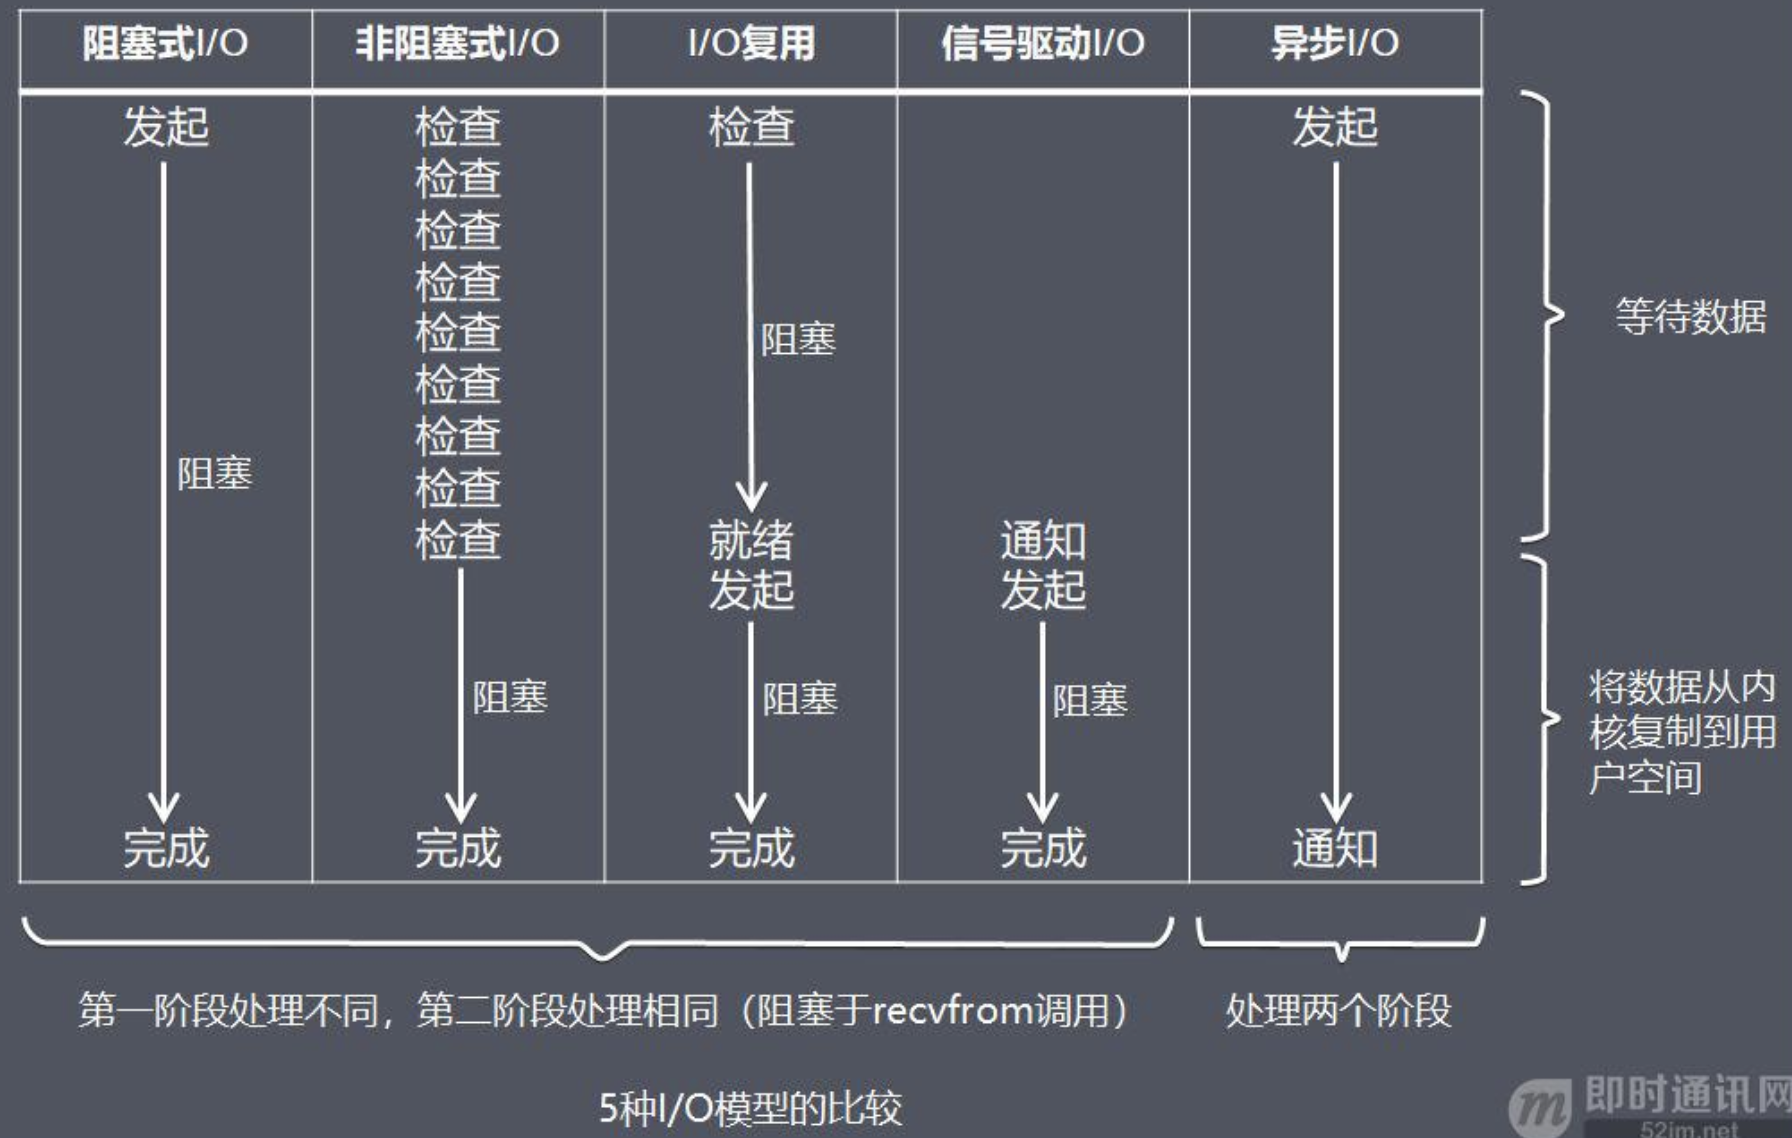 阻塞式I/O
非阻塞式I/O
I/O复用
信号驱动I/O
异步I/O
发起
阻塞
完成
检查
检查
检查
检查
检查
检查
检查
检查
检查
阻塞
完成
检查
阻塞
就绪
发起
阻塞
完成
通知
发起
阻塞
完成
发起
通知
等待数据
将数据从内
核复制到用
户空间
第一阶段处理不同，第二阶段处理相同（阻塞于recvfrom调用）
处理两个阶段
5种I/O模型的比较
即时通讯网
52im.net